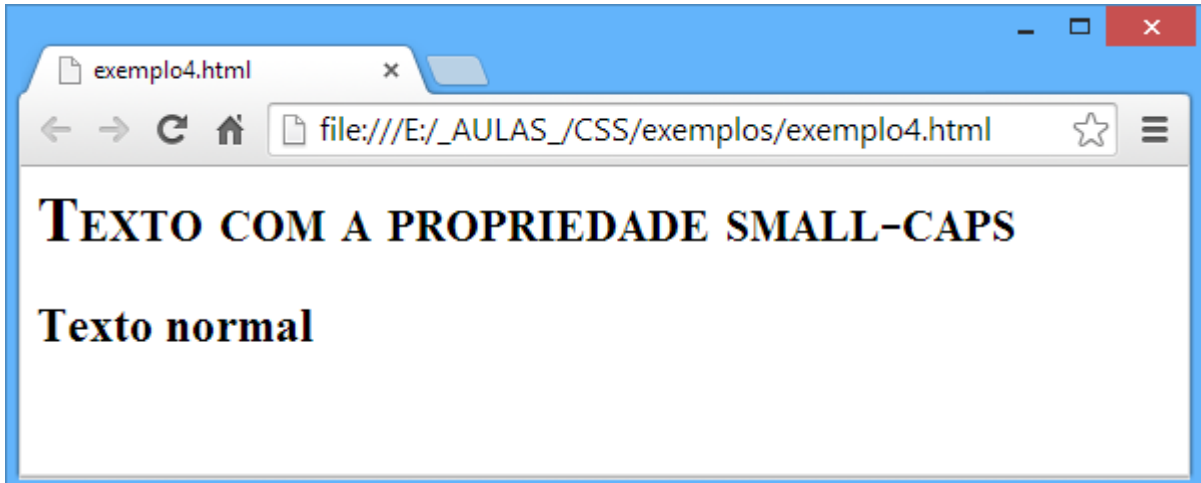 exemplo4.html
file:///E:/_AULAS_/CSS/exemplos/exemplo4.html
Texto com a propriedade small-caps
Texto normal